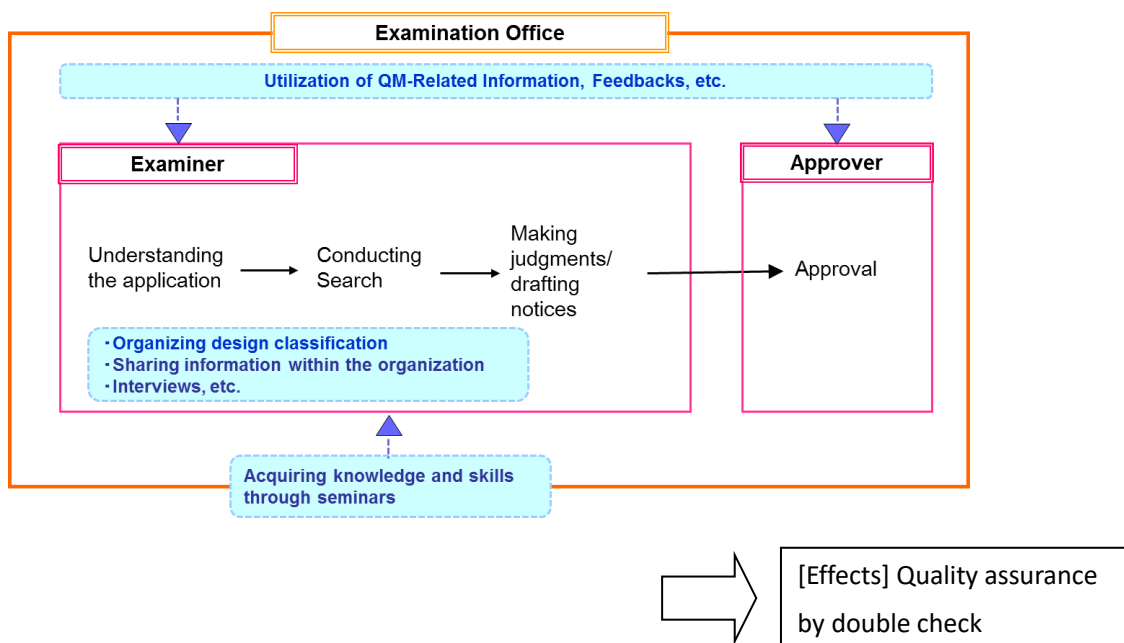 Examination Office
Utilization of QM-Related Information, Feedbacks, etc.
Examiner
Approver
Understanding
the application
Conducting
Search
Making
judgments/
drafting
notices
Approval
・Organizing design classification
・Sharing information within the organization
・Interviews, etc.
Acquiring knowledge and skills
through seminars
[Effects] Quality assurance
by double check